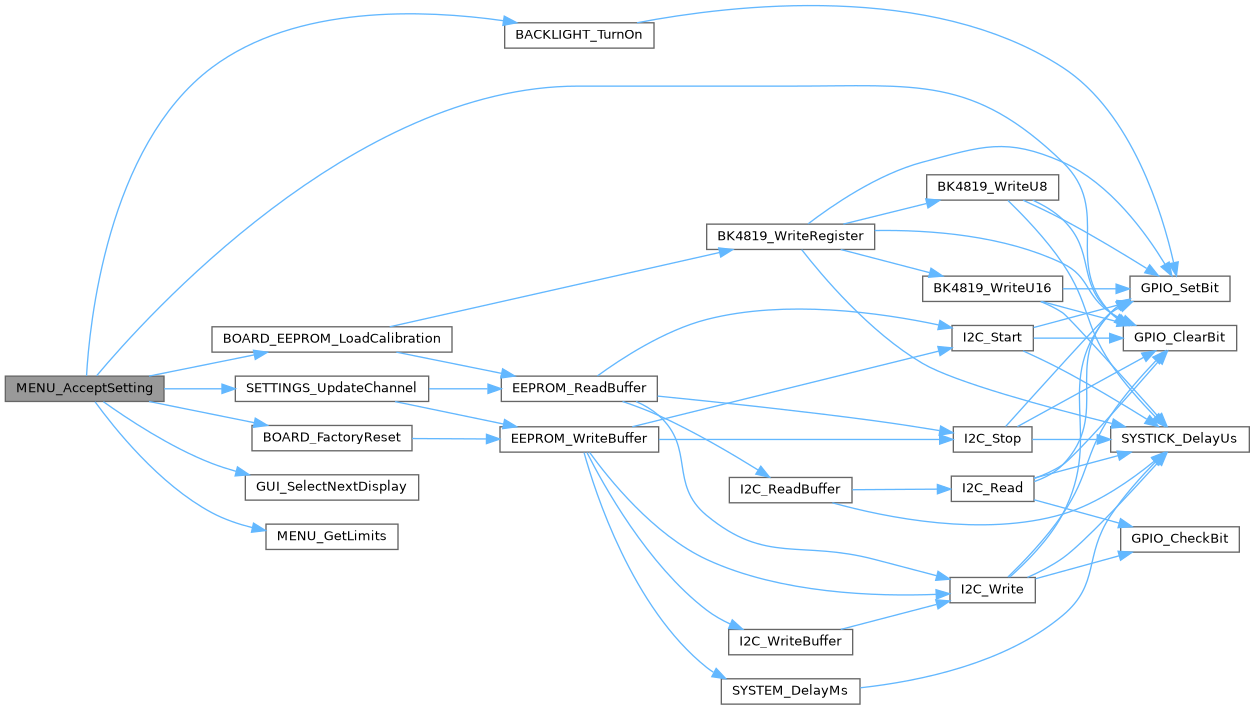 BACKLIGHT_TurnOn
BK4819_WriteU8
BK4819_WriteRegister
BK4819_WriteU16
GPIO_SetBit
BOARD_EEPROM_LoadCalibration
I2C_Start
GPIO_ClearBit
MENU_AcceptSetting
SETTINGS_UpdateChannel
EEPROM_ReadBuffer
BOARD_FactoryReset
EEPROM_WriteBuffer
I2C_Stop
SYSTICK_DelayUs
GUI_SelectNextDisplay
I2C_ReadBuffer
I2C_Read
MENU_GetLimits
GPIO_CheckBit
I2C_Write
I2C_WriteBuffer
SYSTEM_DelayMs